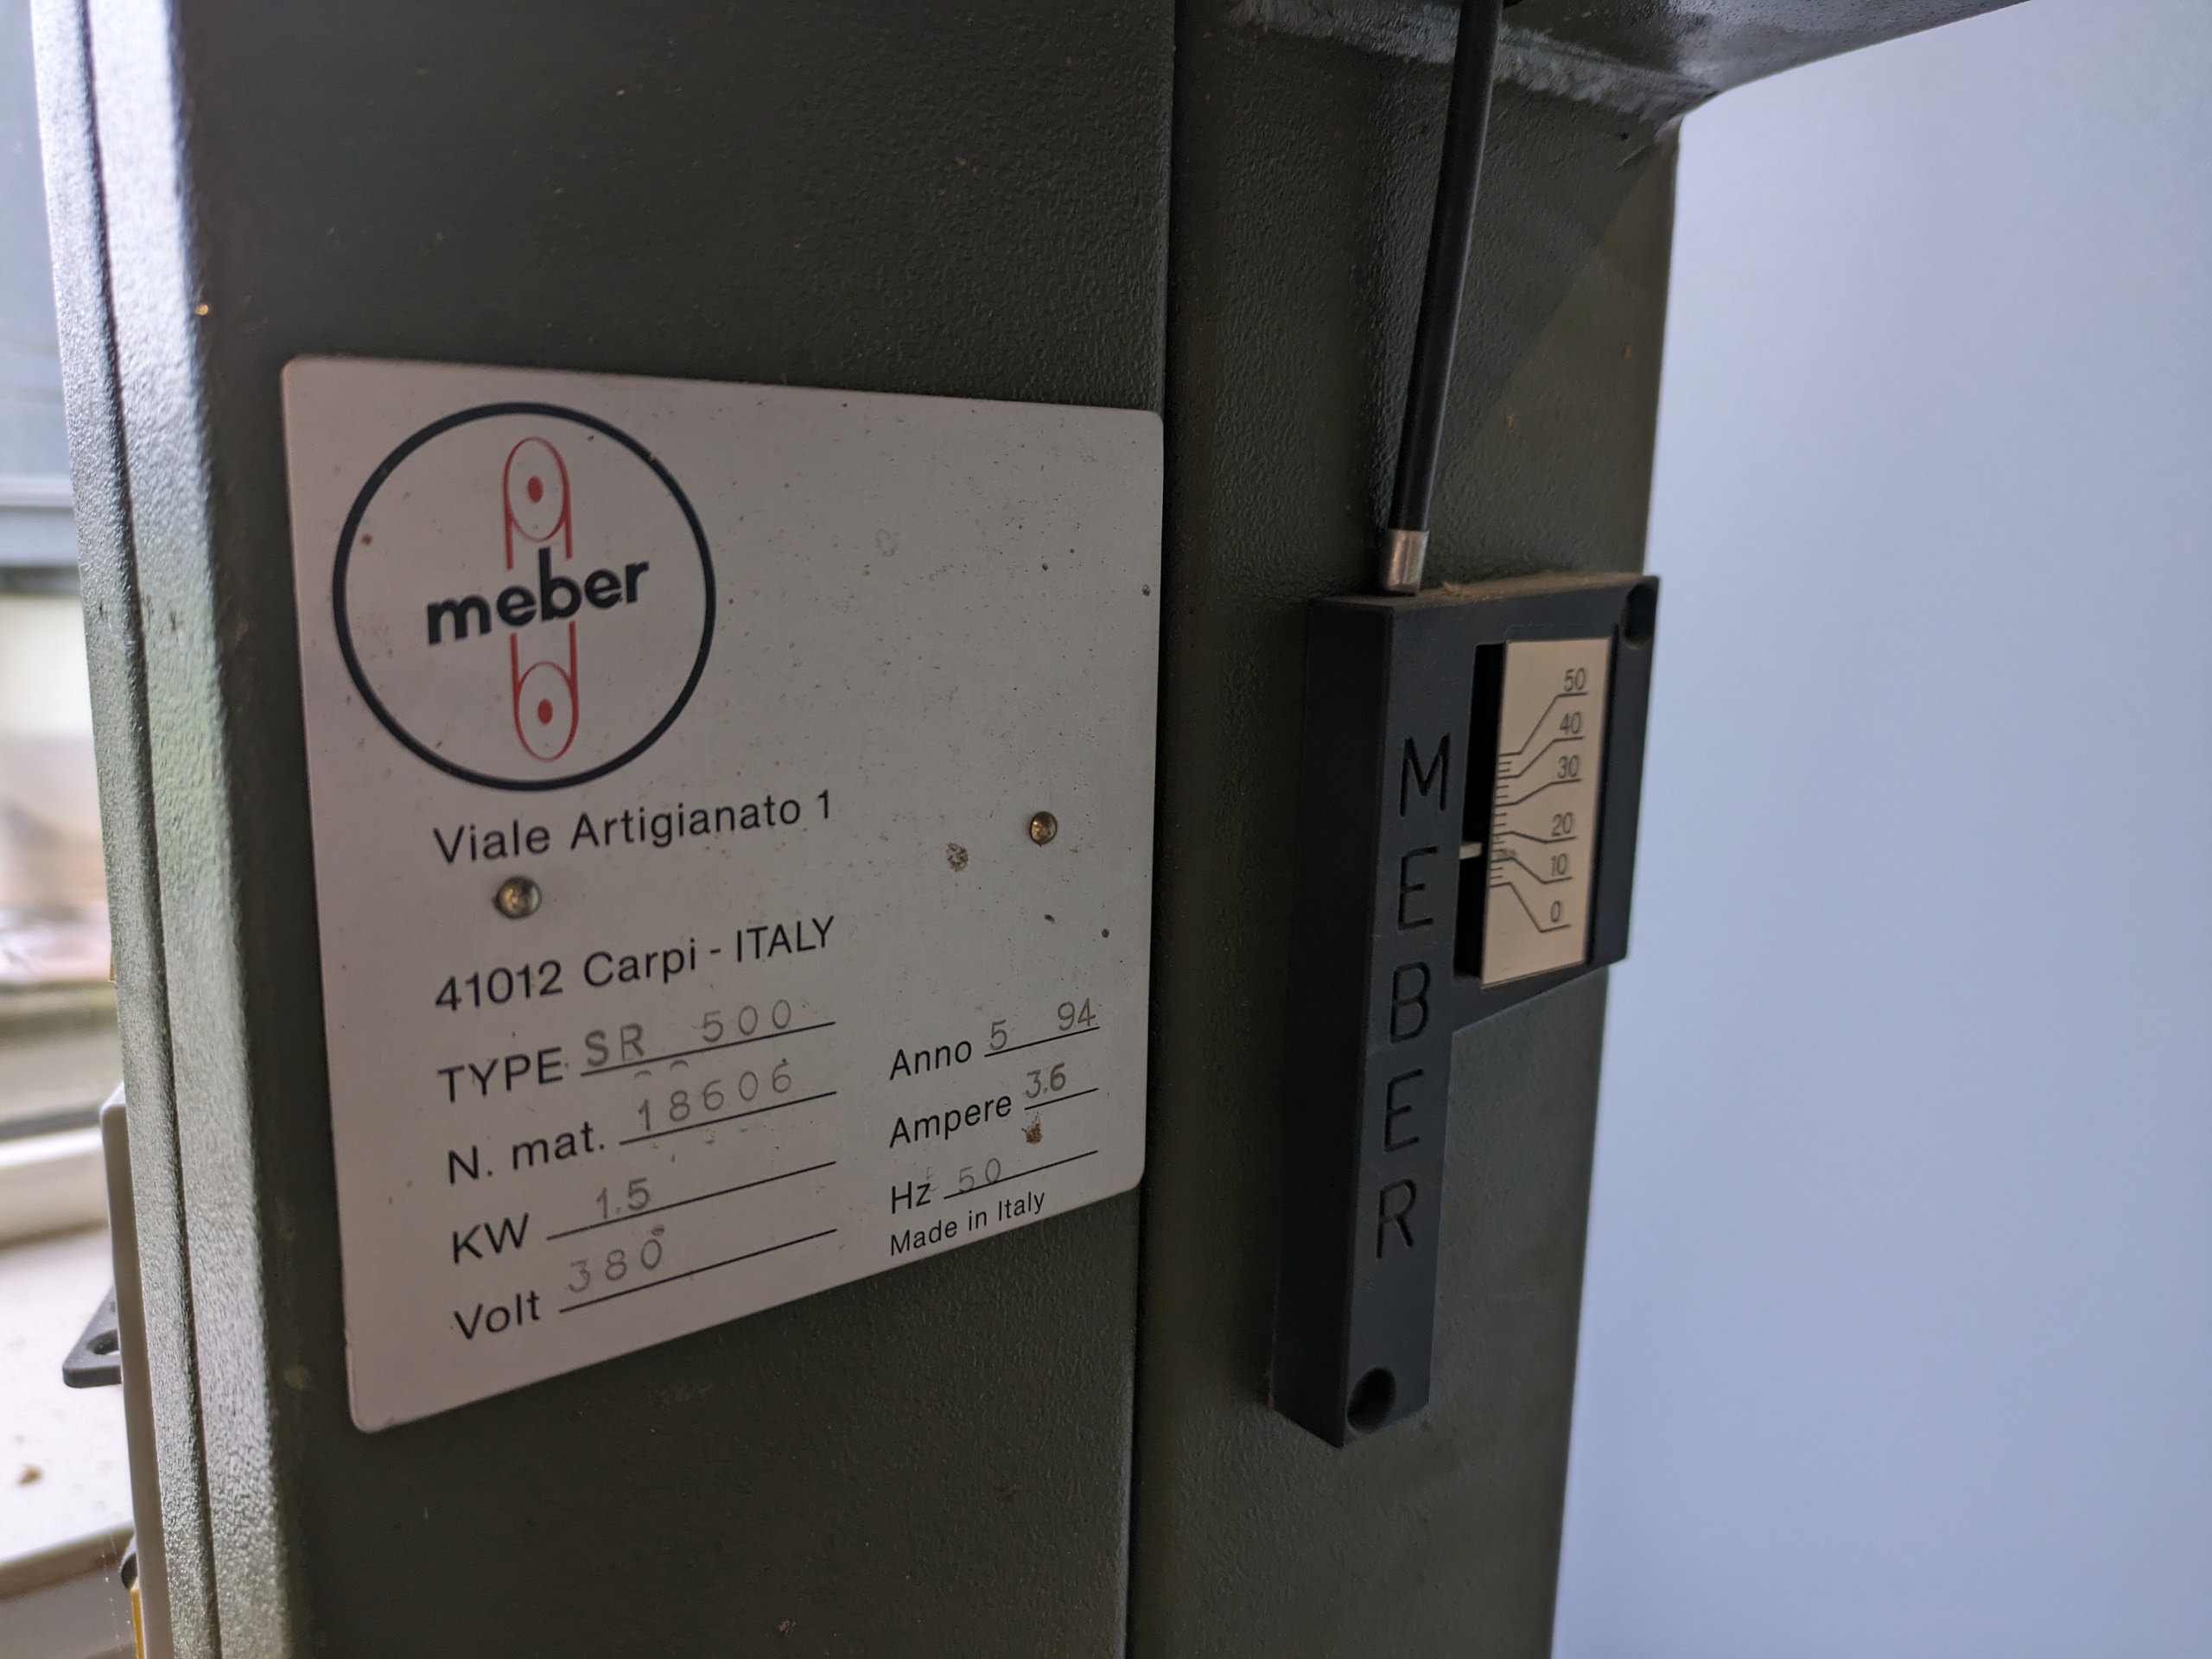 meber
Viale Artigianato 1
41012 Carpi - ITALY
TYPE SR 500
N. mat. 18606
KW 1.5
Volt 380
Anno 5 94
Ampere 3.6
Hz 50
Made in Italy
MEBER
50
40
30
20
10
0